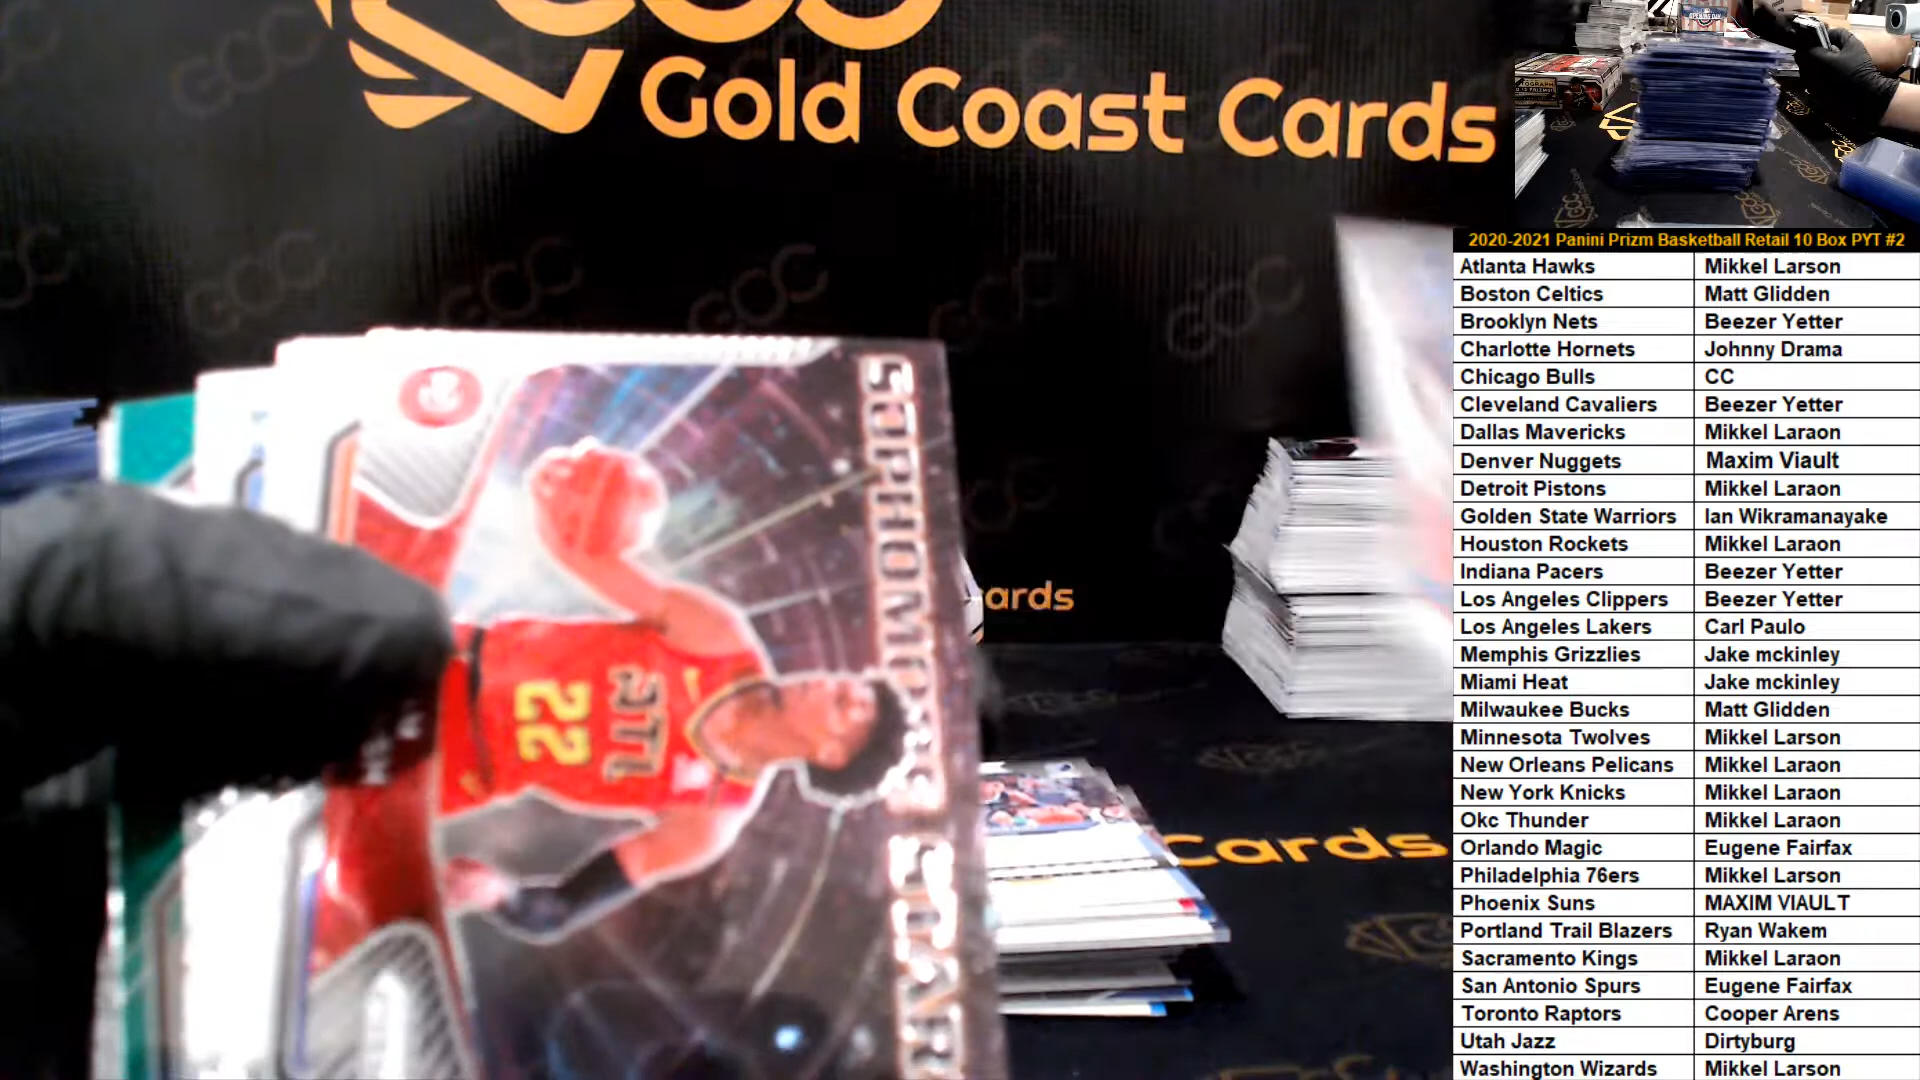 Gold Coast Cards
2020-2021 Panini Prizm Basketball Retail 10 Box PYT #2
Atlanta Hawks Mikkel Larson
Boston Celtics Matt Glidden
Brooklyn Nets Beezer Yetter
Charlotte Hornets Johnny Drama
Chicago Bulls CC
Cleveland Cavaliers Beezer Yetter
Dallas Mavericks Mikkel Laraon
Denver Nuggets Maxim Viault
Detroit Pistons Mikkel Laraon
Golden State Warriors Ian Wikramanayake
Houston Rockets Mikkel Laraon
Indiana Pacers Beezer Yetter
Los Angeles Clippers Beezer Yetter
Los Angeles Lakers Carl Paulo
Memphis Grizzlies Jake mckinley
Miami Heat Jake mckinley
Milwaukee Bucks Matt Glidden
Minnesota Twolves Mikkel Larson
New Orleans Pelicans Mikkel Laraon
New York Knicks Mikkel Laraon
Okc Thunder Mikkel Laraon
Orlando Magic Eugene Fairfax
Philadelphia 76ers Mikkel Larson
Phoenix Suns MAXIM VIAULT
Portland Trail Blazers Ryan Wakem
Sacramento Kings Mikkel Laraon
San Antonio Spurs Eugene Fairfax
Toronto Raptors Cooper Arens
Utah Jazz Dirtyburg
Washington Wizards Mikkel Larson
SOPHOMORE STAR
ATL
22
ards
Cards
GCC
GCC
GCC
GCC
GCC